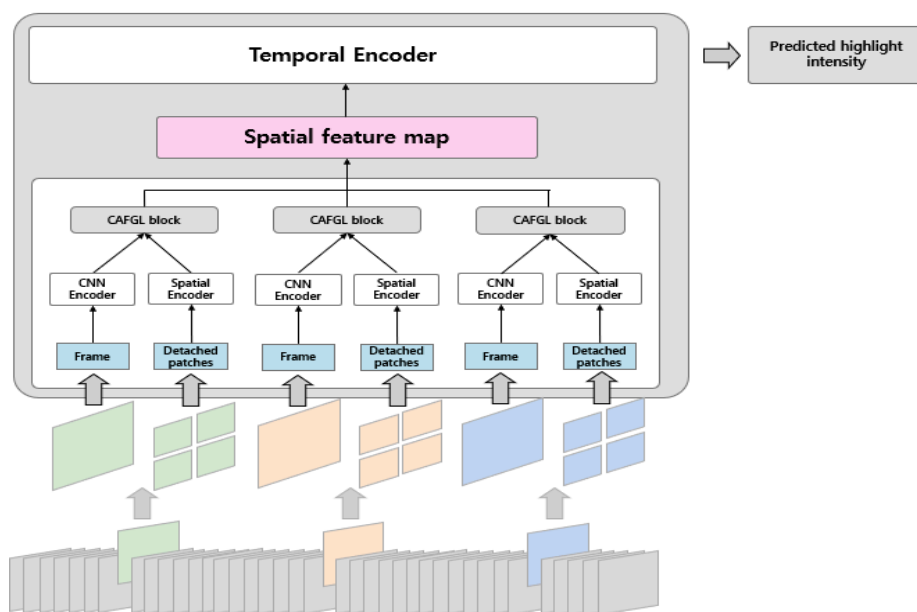 Temporal Encoder
Predicted highlight
intensity
Spatial feature map
CAFGL block
CAFGL block
CAFGL block
CNN
Encoder
Spatial
Encoder
CNN
Encoder
Spatial
Encoder
CNN
Encoder
Spatial
Encoder
Frame
Detached
patches
Frame
Detached
patches
Frame
Detached
patches